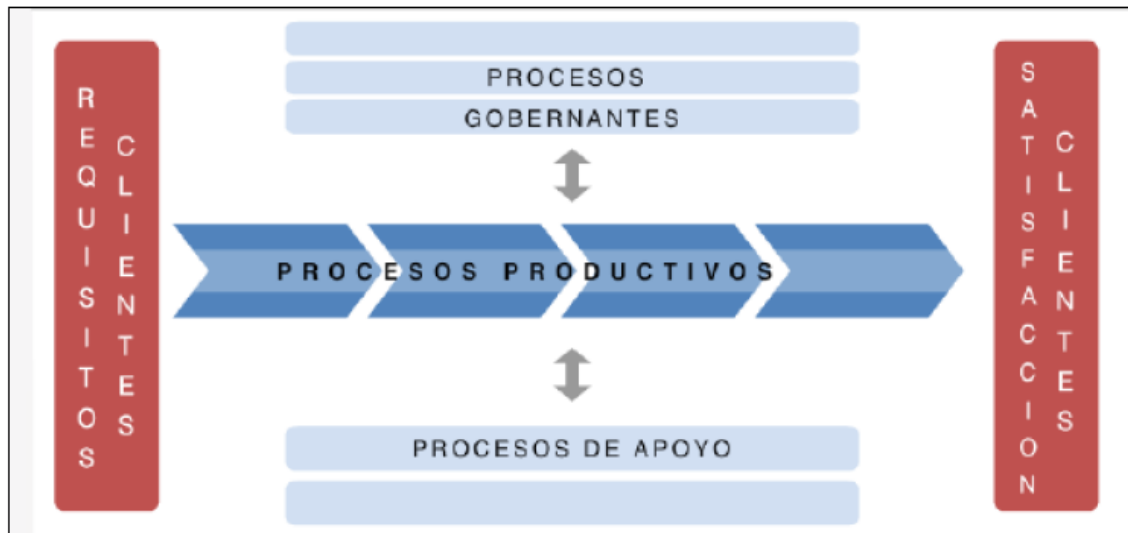 REQUISITOS
CLIENTES
PROCESOS
GOBERNANTES
PROCESOS PRODUCTIVOS
PROCESOS DE APOYO
SATISFACCION
CLIENTES